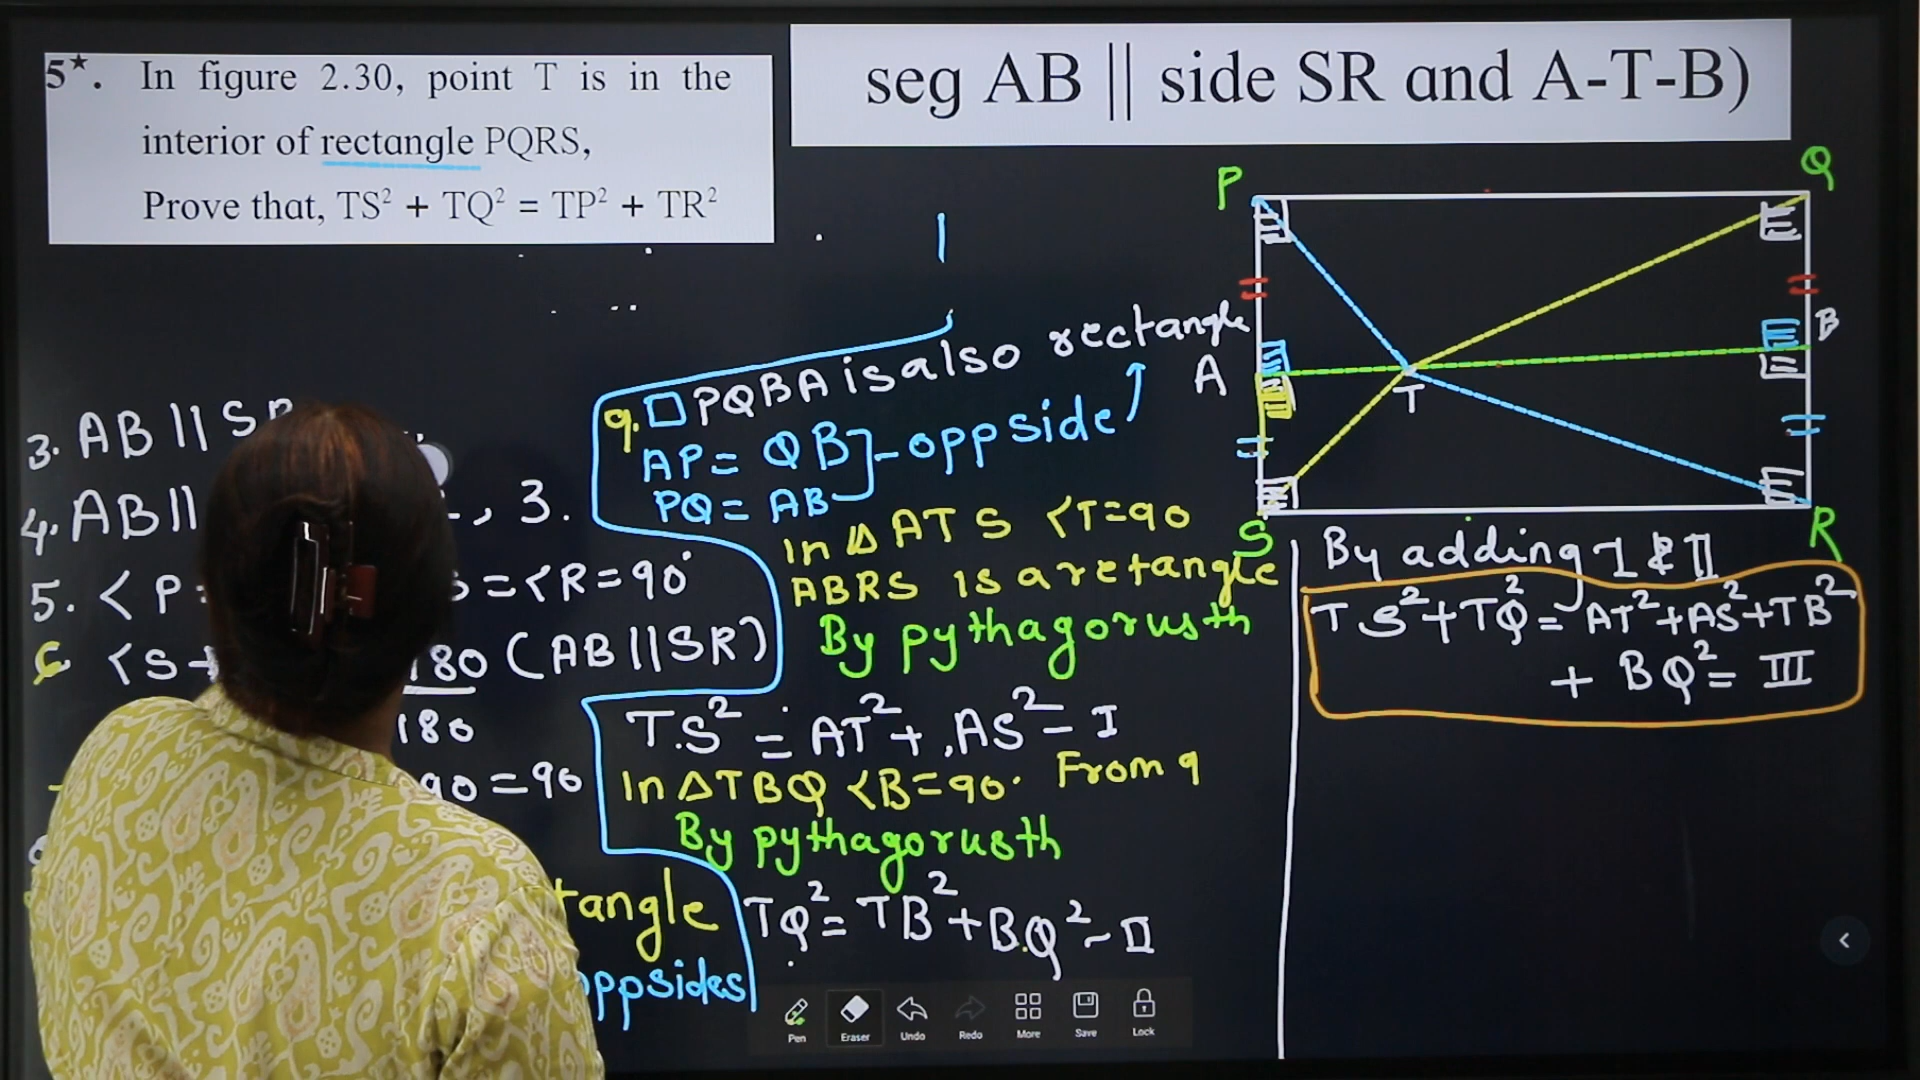 5*. In figure 2.30, point T is in the
interior of rectangle PQRS,
Prove that, TS² + TQ² = TP² + TR²
seg AB || side SR and A-T-B)
P
Q
A
B
T
S
R
3. AB || SR
4. AB ||
, 3.
5. < P =
= <R = 90°
6. <S +
180 (AB || SR)
180
90 = 90
tangle
oppsides
9. □ PQBA is also rectangle
AP = QB ] - opp side
PQ = AB
In Δ ATS <T=90
ABRS is a retangle
By pythagorus th
TS² = AT² + AS² - I
In Δ TBQ <B=90. From 9
By pythagorus th
TQ² = TB² + BQ² - II
By adding I & II
TS² + TQ² = AT² + AS² + TB²
+ BQ² = III
Pen
Eraser
Undo
Redo
More
Save
Lock